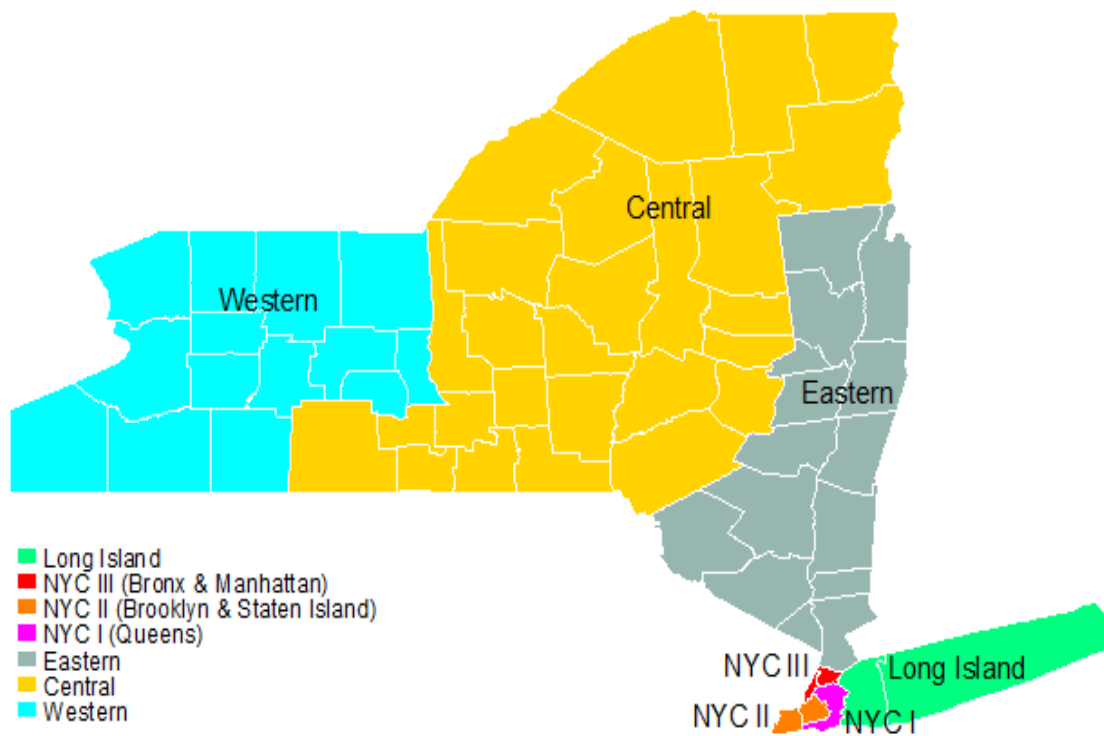 Central
Western
Eastern
Long Island
NYC III (Bronx & Manhattan)
NYC II (Brooklyn & Staten Island)
NYC I (Queens)
Eastern
Central
Western
NYC III
Long Island
NYC II
NYC I